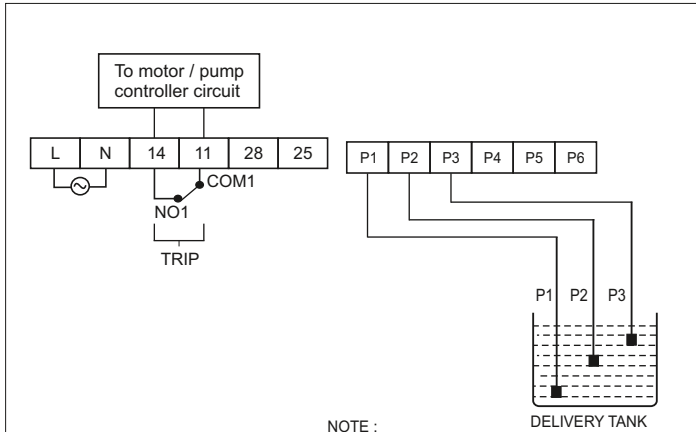 To motor / pump
controller circuit
L N 14 11 28 25
P1 P2 P3 P4 P5 P6
COM1
NO1
TRIP
P1 P2 P3
NOTE :
DELIVERY TANK